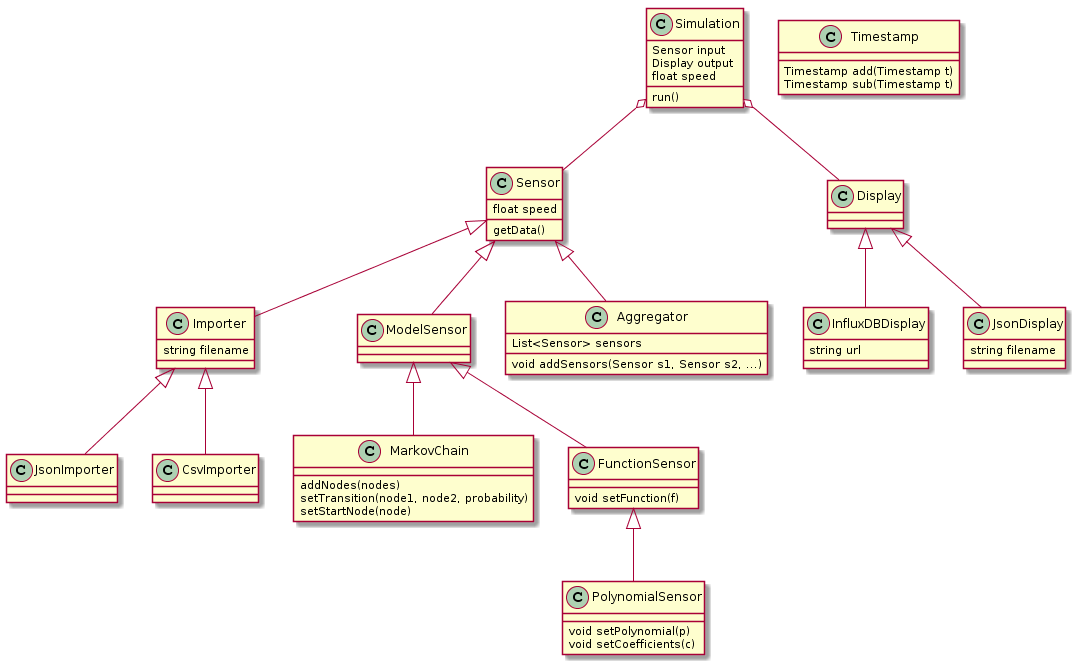 C Simulation
Sensor input
Display output
float speed
run()
C Timestamp
Timestamp add(Timestamp t)
Timestamp sub(Timestamp t)
C Sensor
float speed
getData()
C Display
C Importer
string filename
C ModelSensor
C Aggregator
List<Sensor> sensors
void addSensors(Sensor s1, Sensor s2, ...)
C InfluxDBDisplay
string url
C JsonDisplay
string filename
C JsonImporter
C CsvImporter
C MarkovChain
addNodes(nodes)
setTransition(node1, node2, probability)
setStartNode(node)
C FunctionSensor
void setFunction(f)
C PolynomialSensor
void setPolynomial(p)
void setCoefficients(c)